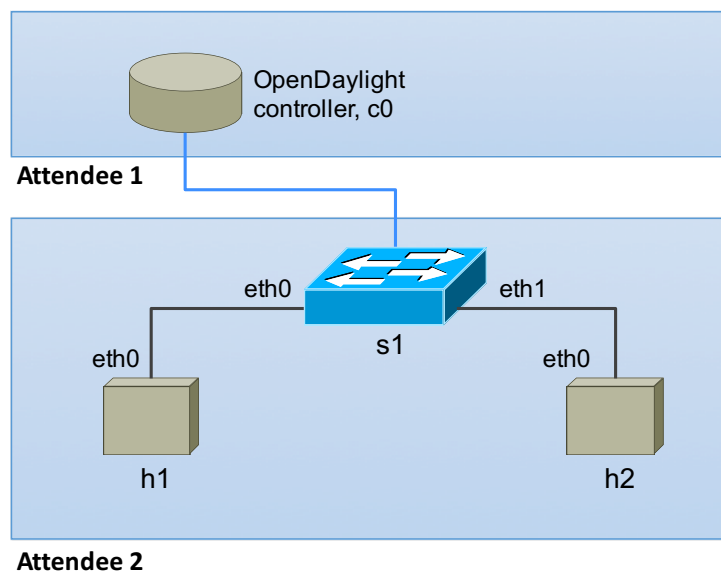 OpenDaylight
controller, c0
Attendee 1
eth0
eth1
s1
eth0
eth0
h1
h2
Attendee 2